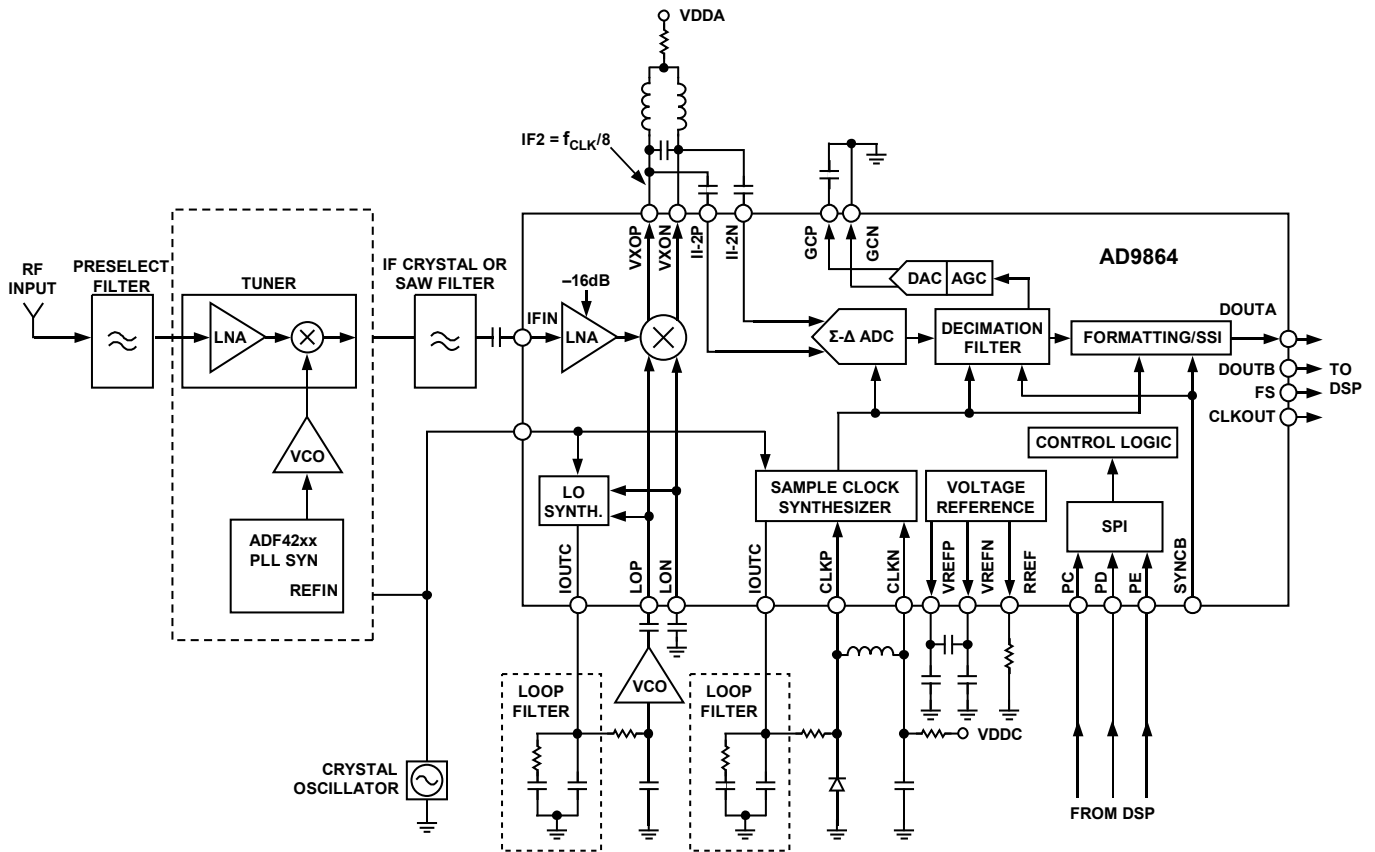 VDDA
IF2 = fCLK/8
VXOP
VXON
II-2P
II-2N
GCP
GCN
AD9864
RF
INPUT
PRESELECT
FILTER
TUNER
LNA
IF CRYSTAL OR
SAW FILTER
IFIN
–16dB
LNA
DAC
AGC
Σ-Δ ADC
DECIMATION
FILTER
FORMATTING/SSI
DOUTA
DOUTB
FS
CLKOUT
TO
DSP
VCO
ADF42xx
PLL SYN
REFIN
LO
SYNTH.
SAMPLE CLOCK
SYNTHESIZER
VOLTAGE
REFERENCE
CONTROL LOGIC
SPI
IOUTC
LOP
LON
IOUTC
CLKP
CLKN
VREFP
VREFN
RREF
PC
PD
PE
SYNCB
LOOP
FILTER
VCO
LOOP
FILTER
VDDC
CRYSTAL
OSCILLATOR
FROM DSP